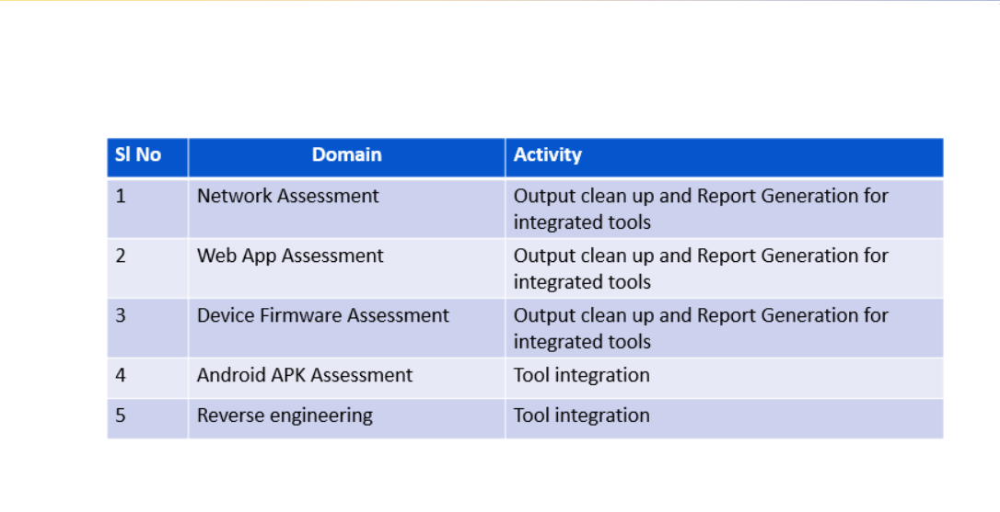 Sl No Domain Activity
1 Network Assessment Output clean up and Report Generation for
integrated tools
2 Web App Assessment Output clean up and Report Generation for
integrated tools
3 Device Firmware Assessment Output clean up and Report Generation for
integrated tools
4 Android APK Assessment Tool integration
5 Reverse engineering Tool integration